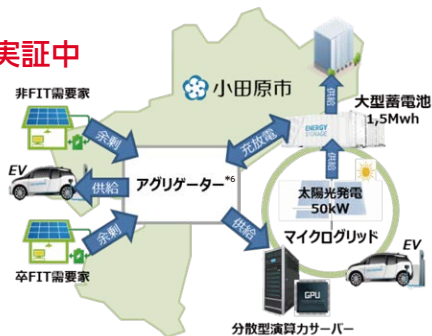 実証中
小田原市
非FIT需要家
余剰
EV
供給
アグリゲーター*6
余剰
卒FIT需要家
充放電
供給
大型蓄電池
1,5Mwh
ENERGY
STORAGE
供給
太陽光発電
50kW
マイクログリッド
EV
供給
GPU
分散型演算力サーバー